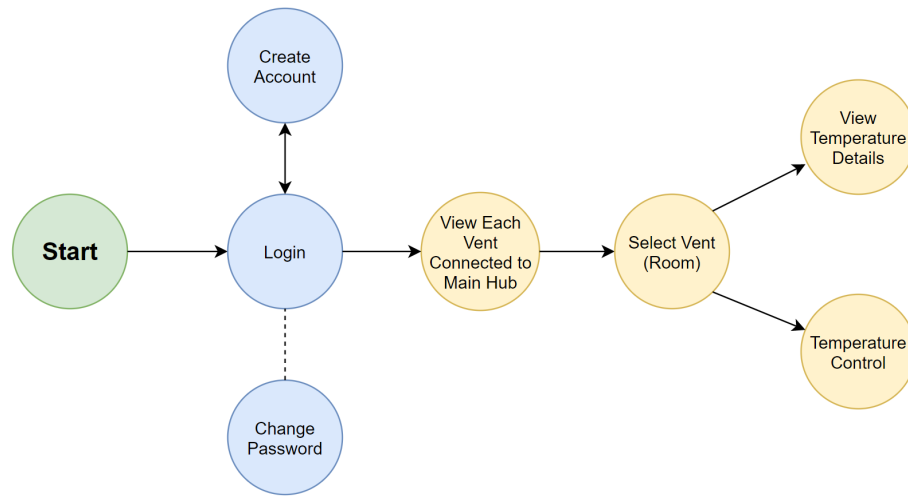 Create
Account
Start
Login
View Each
Vent
Connected to
Main Hub
Select Vent
(Room)
View
Temperature
Details
Temperature
Control
Change
Password